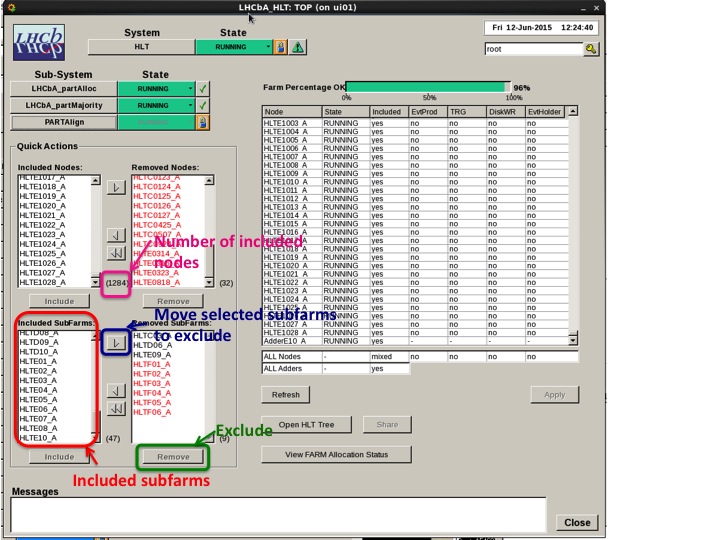 LHCbA_HLT: TOP (on ui01)
LHCb
System
State
HLT
RUNNING
Fri 12-Jun-2015 12:24:40
root
Sub-System
State
LHCbA_partAlloc
RUNNING
LHCbA_partMajority
RUNNING
PARTAlign
Farm Percentage OK
96%
0%
50%
100%
Quick Actions
Included Nodes:
Removed Nodes:
HLTE1017_A
HLTE1018_A
HLTE1019_A
HLTE1020_A
HLTE1021_A
HLTE1022_A
HLTE1023_A
HLTE1024_A
HLTE1025_A
HLTE1026_A
HLTE1027_A
HLTE1028_A
(1284)
HLTC0123_A
HLTC0124_A
HLTC0125_A
HLTC0126_A
HLTC0127_A
HLTC0425_A
HLTC0507_A
HLTE0314_A
HLTE0323_A
HLTE0818_A
(32)
Include
Remove
Number of included
nodes
Included SubFarms:
Removed SubFarms:
HLTD08_A
HLTD09_A
HLTD10_A
HLTE01_A
HLTE02_A
HLTE03_A
HLTE04_A
HLTE05_A
HLTE06_A
HLTE07_A
HLTE08_A
HLTE10_A
(47)
HLTD06_A
HLTE09_A
HLTF01_A
HLTF02_A
HLTF03_A
HLTF04_A
HLTF05_A
HLTF06_A
(9)
Include
Remove
Move selected subfarms
to exclude
Exclude
Included subfarms
Node State Included EvtProd TRG DiskWR EvtHolder
HLTE1003_A RUNNING yes no no no no
HLTE1004_A RUNNING yes no no no no
HLTE1005_A RUNNING yes no no no no
HLTE1006_A RUNNING yes no no no no
HLTE1007_A RUNNING yes no no no no
HLTE1008_A RUNNING yes no no no no
HLTE1009_A RUNNING yes no no no no
HLTE1010_A RUNNING yes no no no no
HLTE1011_A RUNNING yes no no no no
HLTE1012_A RUNNING yes no no no no
HLTE1013_A RUNNING yes no no no no
HLTE1014_A RUNNING yes no no no no
HLTE1015_A RUNNING yes no no no no
HLTE1016_A RUNNING yes no no no no
RUNNING yes no no no no
HLTE1018_A RUNNING yes no no no no
HLTE1019_A RUNNING yes no no no no
HLTE1020_A RUNNING yes no no no no
HLTE1021_A RUNNING yes no no no no
HLTE1022_A RUNNING yes no no no no
HLTE1023_A RUNNING yes no no no no
HLTE1024_A RUNNING yes no no no no
HLTE1025_A RUNNING yes no no no no
RUNNING yes no no no no
HLTE1027_A RUNNING yes no no no no
HLTE1028_A RUNNING yes no no no no
AdderE10_A RUNNING yes - - - -
ALL Nodes - mixed no no no no
ALL Adders - yes
Refresh
Apply
Open HLT Tree
Share
View FARM Allocation Status
Messages
Close